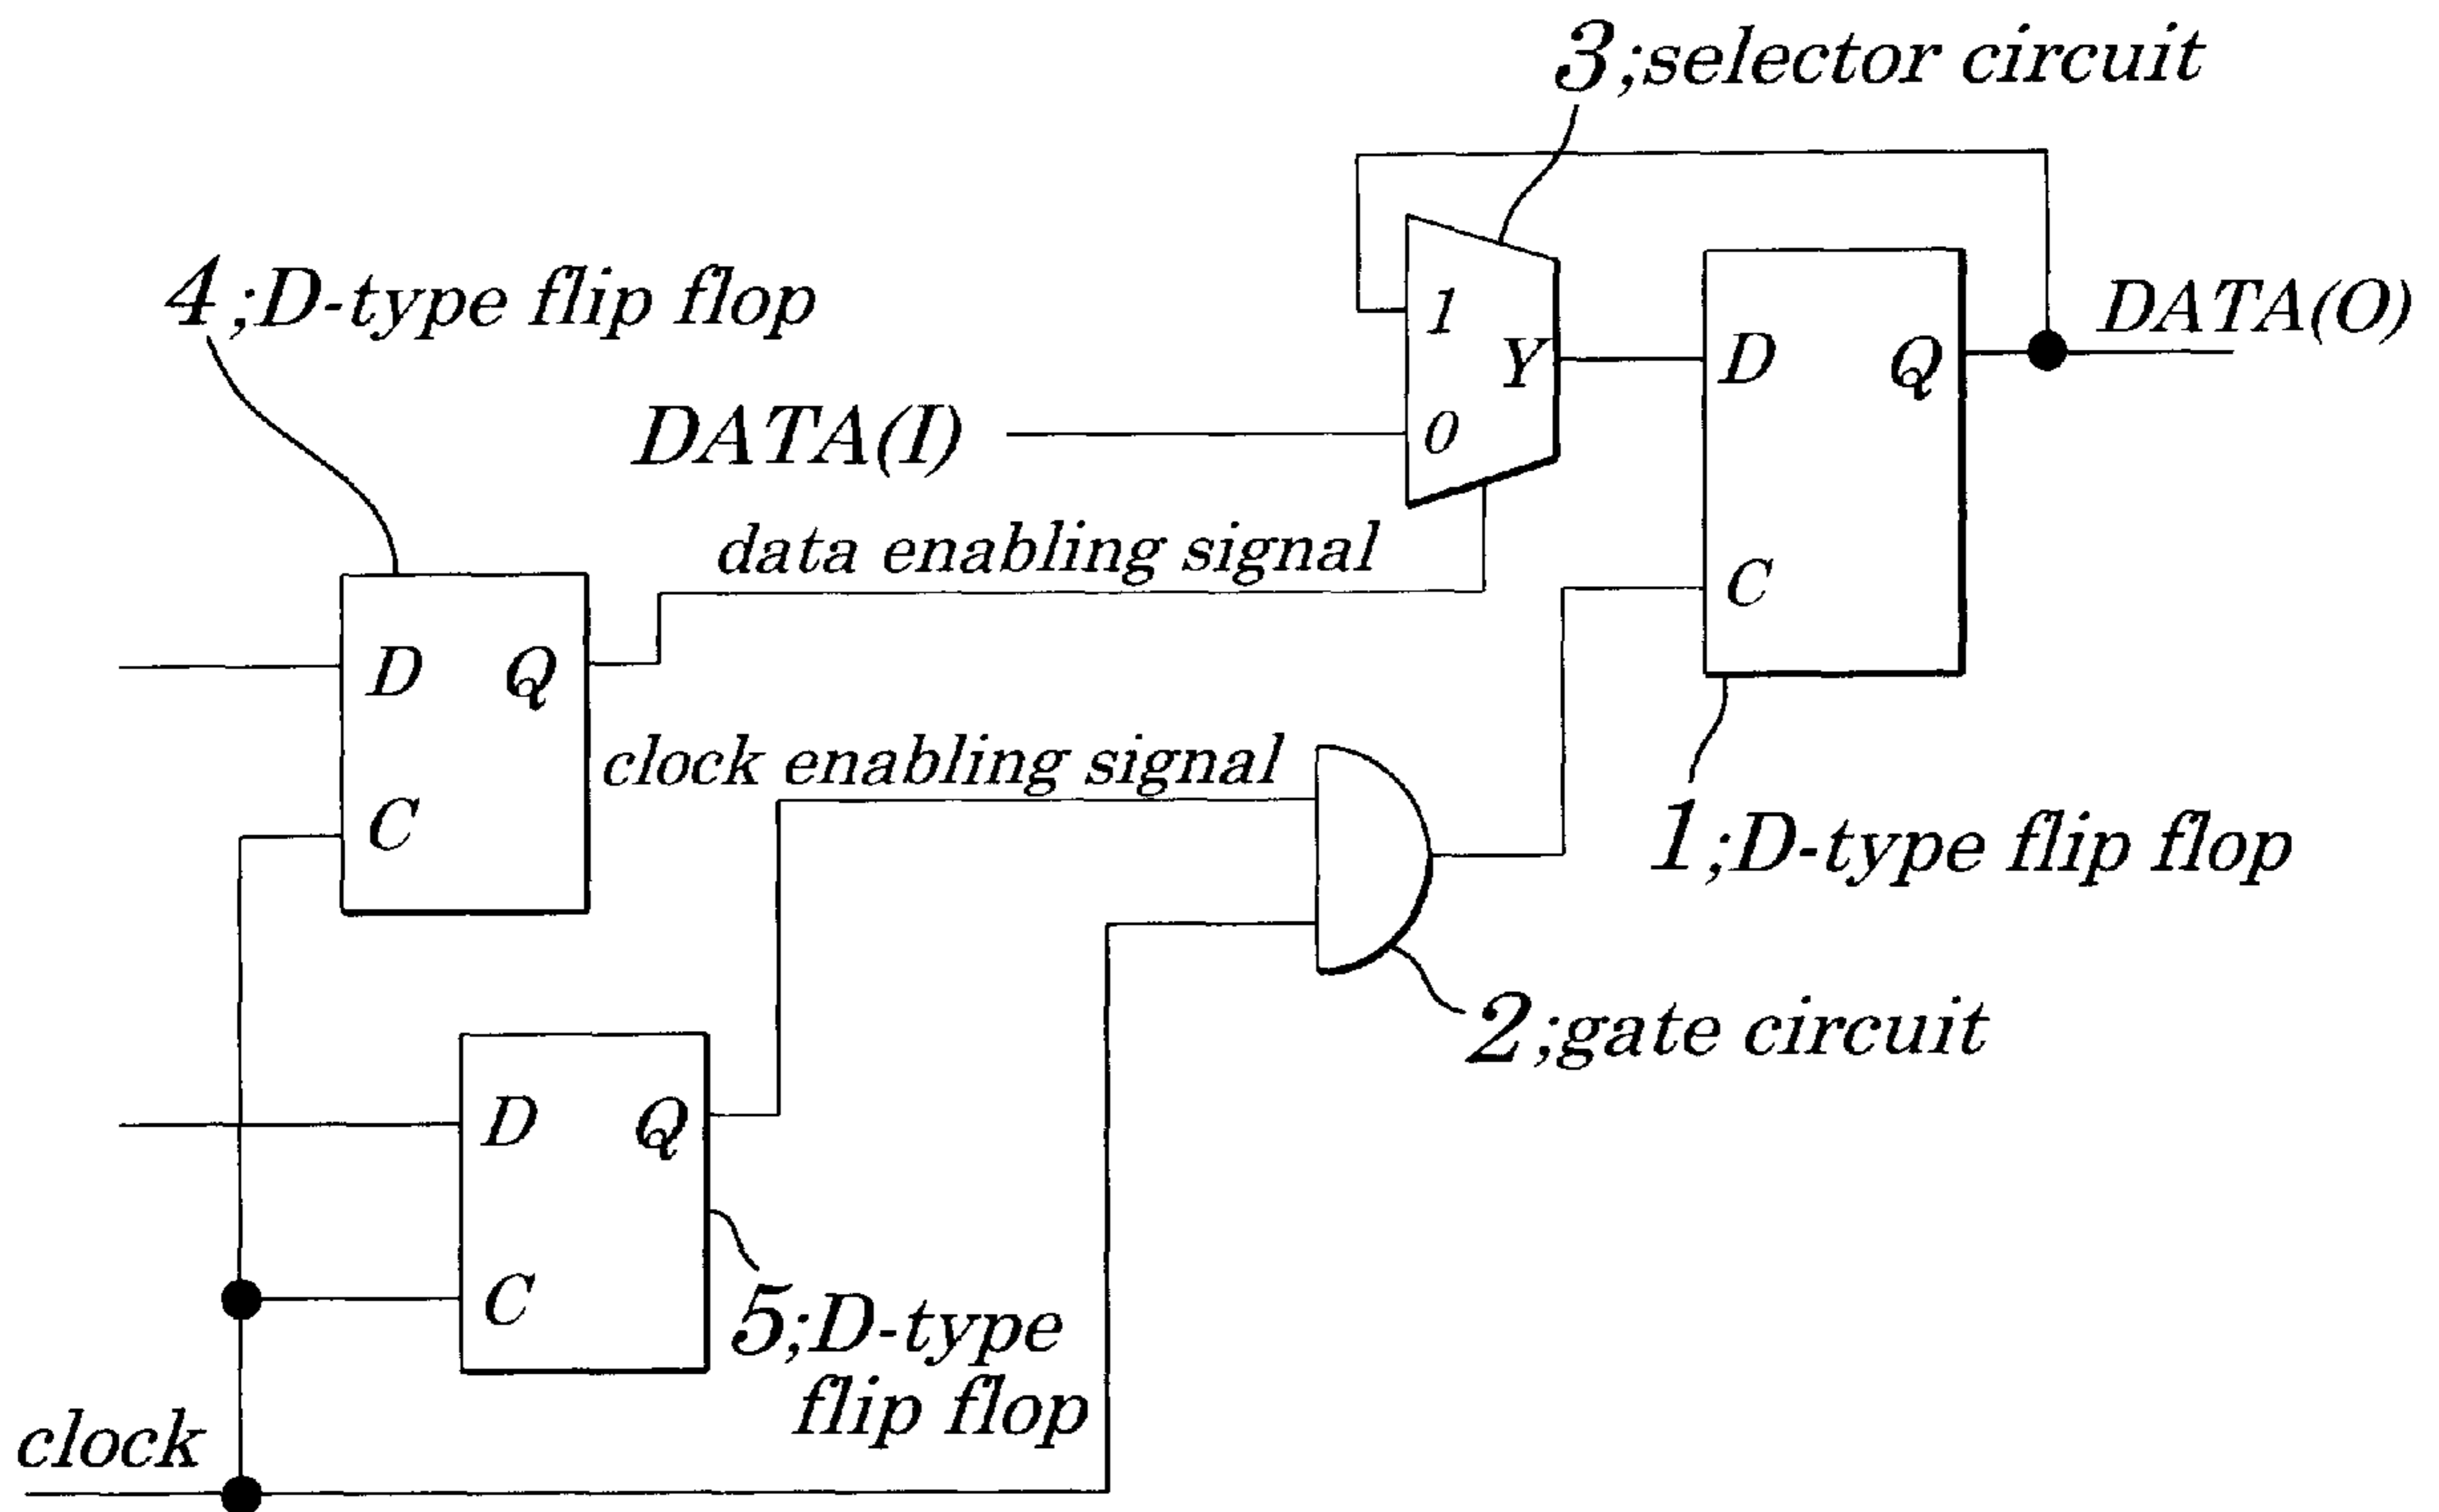 3;selector circuit
4;D-type flip flop
DATA(O)
1
Y
D
Q
DATA(I)
0
data enabling signal
C
D
Q
clock enabling signal
C
1;D-type flip flop
2;gate circuit
D
Q
C
5;D-type
flip flop
clock